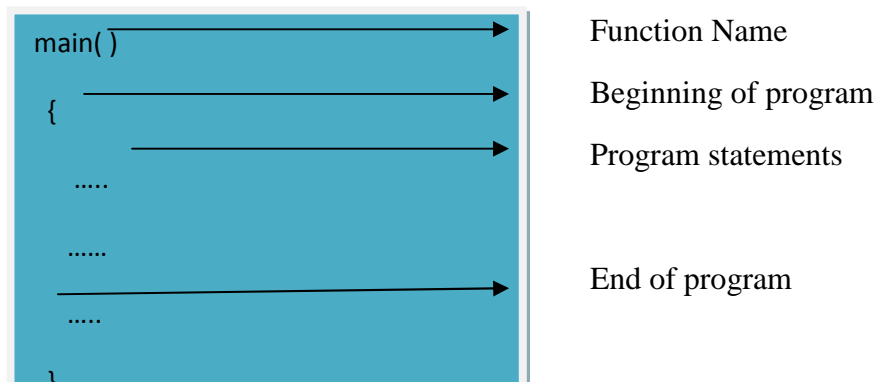 main( ) Function Name
{ Beginning of program
Program statements
.....
......
End of program
.....
}